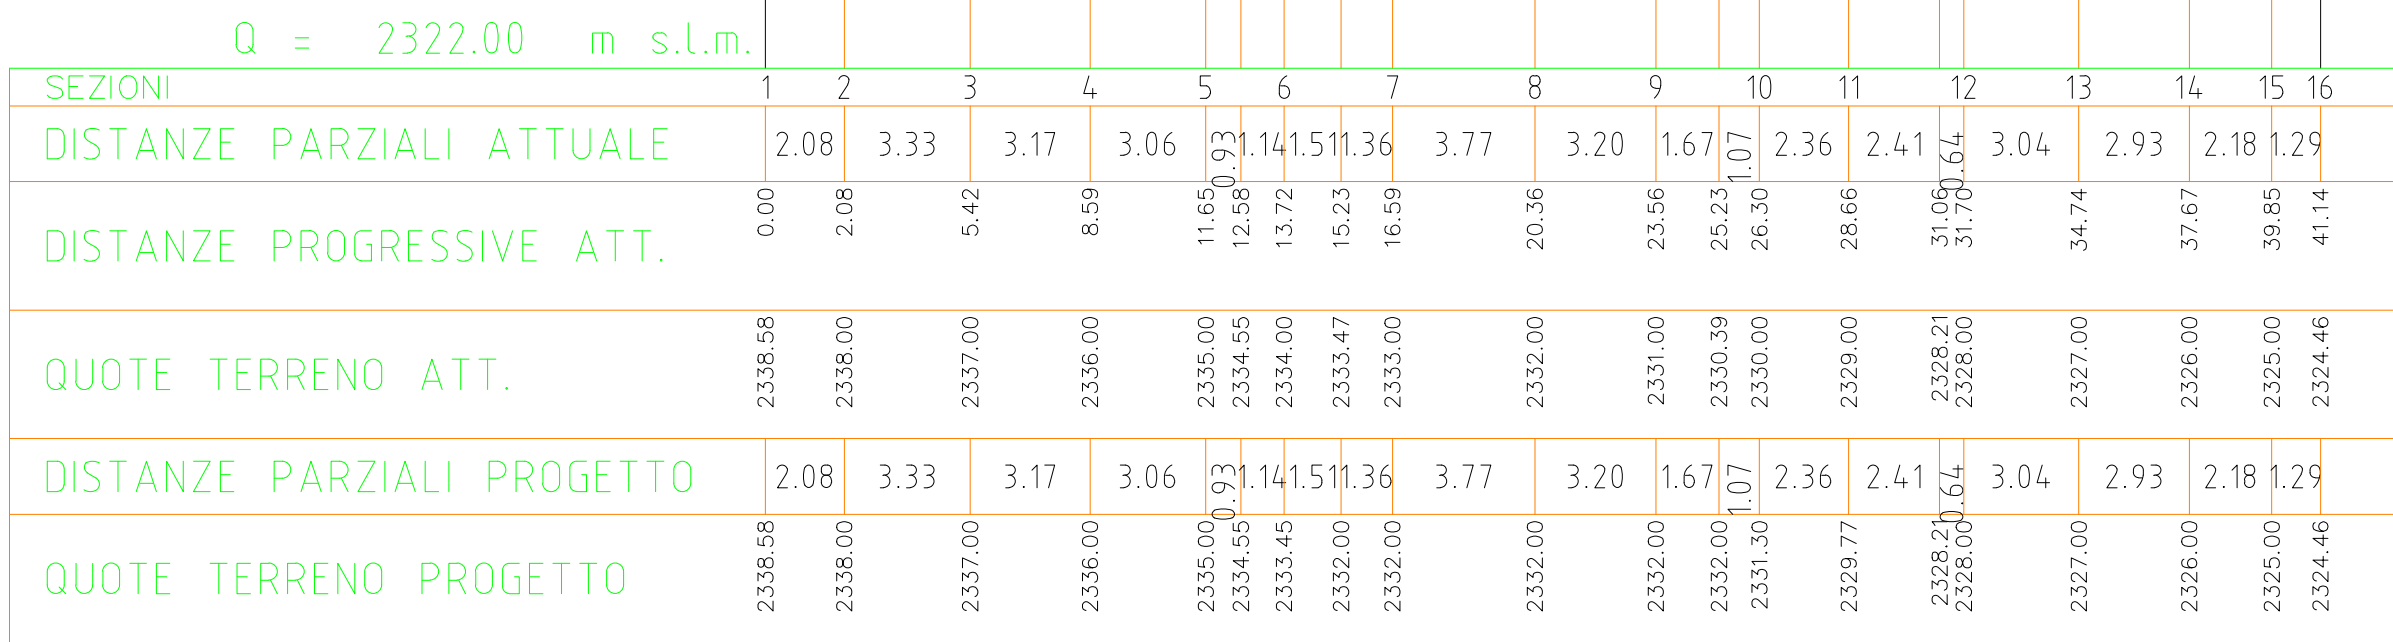 Q = 2322.00 m s.l.m.
SEZIONI 1 2 3 4 5 6 7 8 9 10 11 12 13 14 15 16
DISTANZE PARZIALI ATTUALE 2.08 3.33 3.17 3.06 0.93 1.14 1.51 1.36 3.77 3.20 1.67 1.07 2.36 2.41 0.64 3.04 2.93 2.18 1.29
DISTANZE PROGRESSIVE ATT. 0.00 2.08 5.42 8.59 11.65 12.58 13.72 15.23 16.59 20.36 23.56 25.23 26.30 28.66 31.06 31.70 34.74 37.67 39.85 41.14
QUOTE TERRENO ATT. 2338.58 2338.00 2337.00 2336.00 2335.00 2334.55 2334.00 2333.47 2333.00 2332.00 2331.00 2330.39 2330.00 2329.00 2328.21 2328.00 2327.00 2326.00 2325.00 2324.46
DISTANZE PARZIALI PROGETTO 2.08 3.33 3.17 3.06 0.93 1.14 1.51 1.36 3.77 3.20 1.67 1.07 2.36 2.41 0.64 3.04 2.93 2.18 1.29
QUOTE TERRENO PROGETTO 2338.58 2338.00 2337.00 2336.00 2335.00 2334.55 2333.45 2332.00 2332.00 2332.00 2332.00 2332.00 2331.30 2329.77 2328.21 2328.00 2327.00 2326.00 2325.00 2324.46